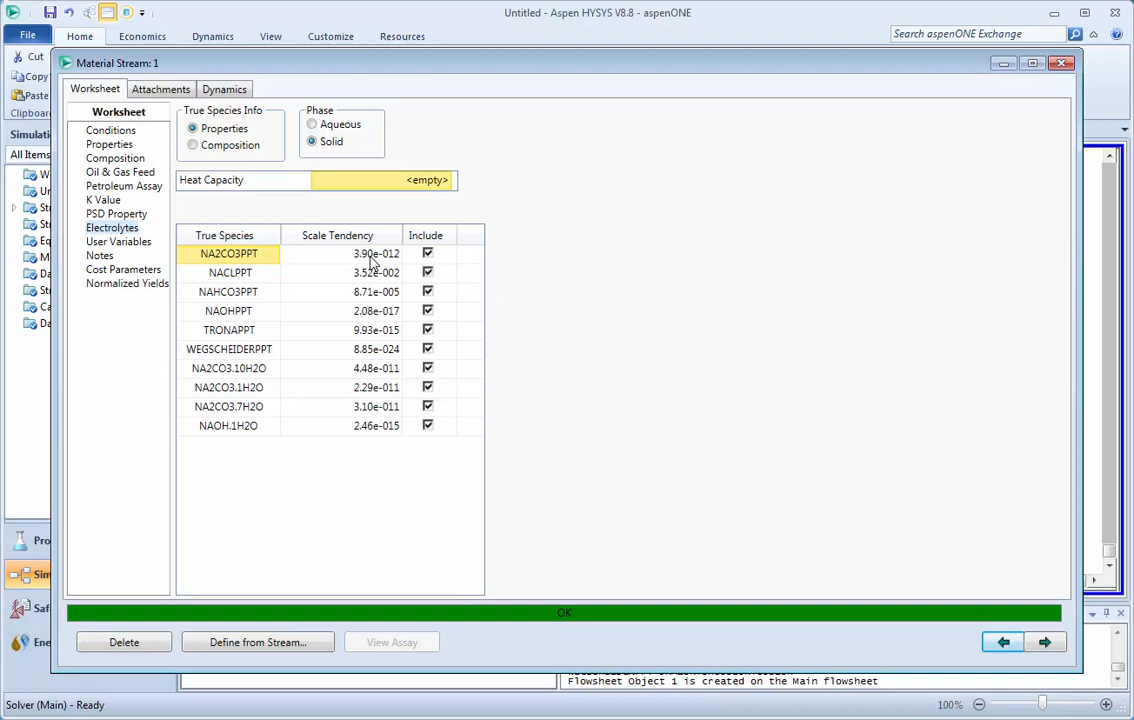 Untitled - Aspen HYSYS V8.8 - aspenONE
File Home Economics Dynamics View Customize Resources Search aspenONE Exchange
Cut
Copy
Paste
Clipboard
Simulation
All Items
Material Stream: 1
Worksheet Attachments Dynamics
Worksheet
Conditions
Properties
Composition
Oil & Gas Feed
Petroleum Assay
K Value
PSD Property
Electrolytes
User Variables
Notes
Cost Parameters
Normalized Yields
True Species Info
Properties
Composition
Phase
Aqueous
Solid
Heat Capacity <empty>
True Species Scale Tendency Include
NA2CO3PPT 3.90e-012
NACLPPT 3.52e-002
NAHCO3PPT 8.71e-005
NAOHPPT 2.08e-017
TRONAPPT 9.93e-015
WEGSCHEIDERPPT 8.85e-024
NA2CO3.10H2O 4.48e-011
NA2CO3.1H2O 2.29e-011
NA2CO3.7H2O 3.10e-011
NAOH.1H2O 2.46e-015
OK
Delete Define from Stream... View Assay
Flowsheet Object 1 is created on the Main flowsheet
Solver (Main) - Ready
100%